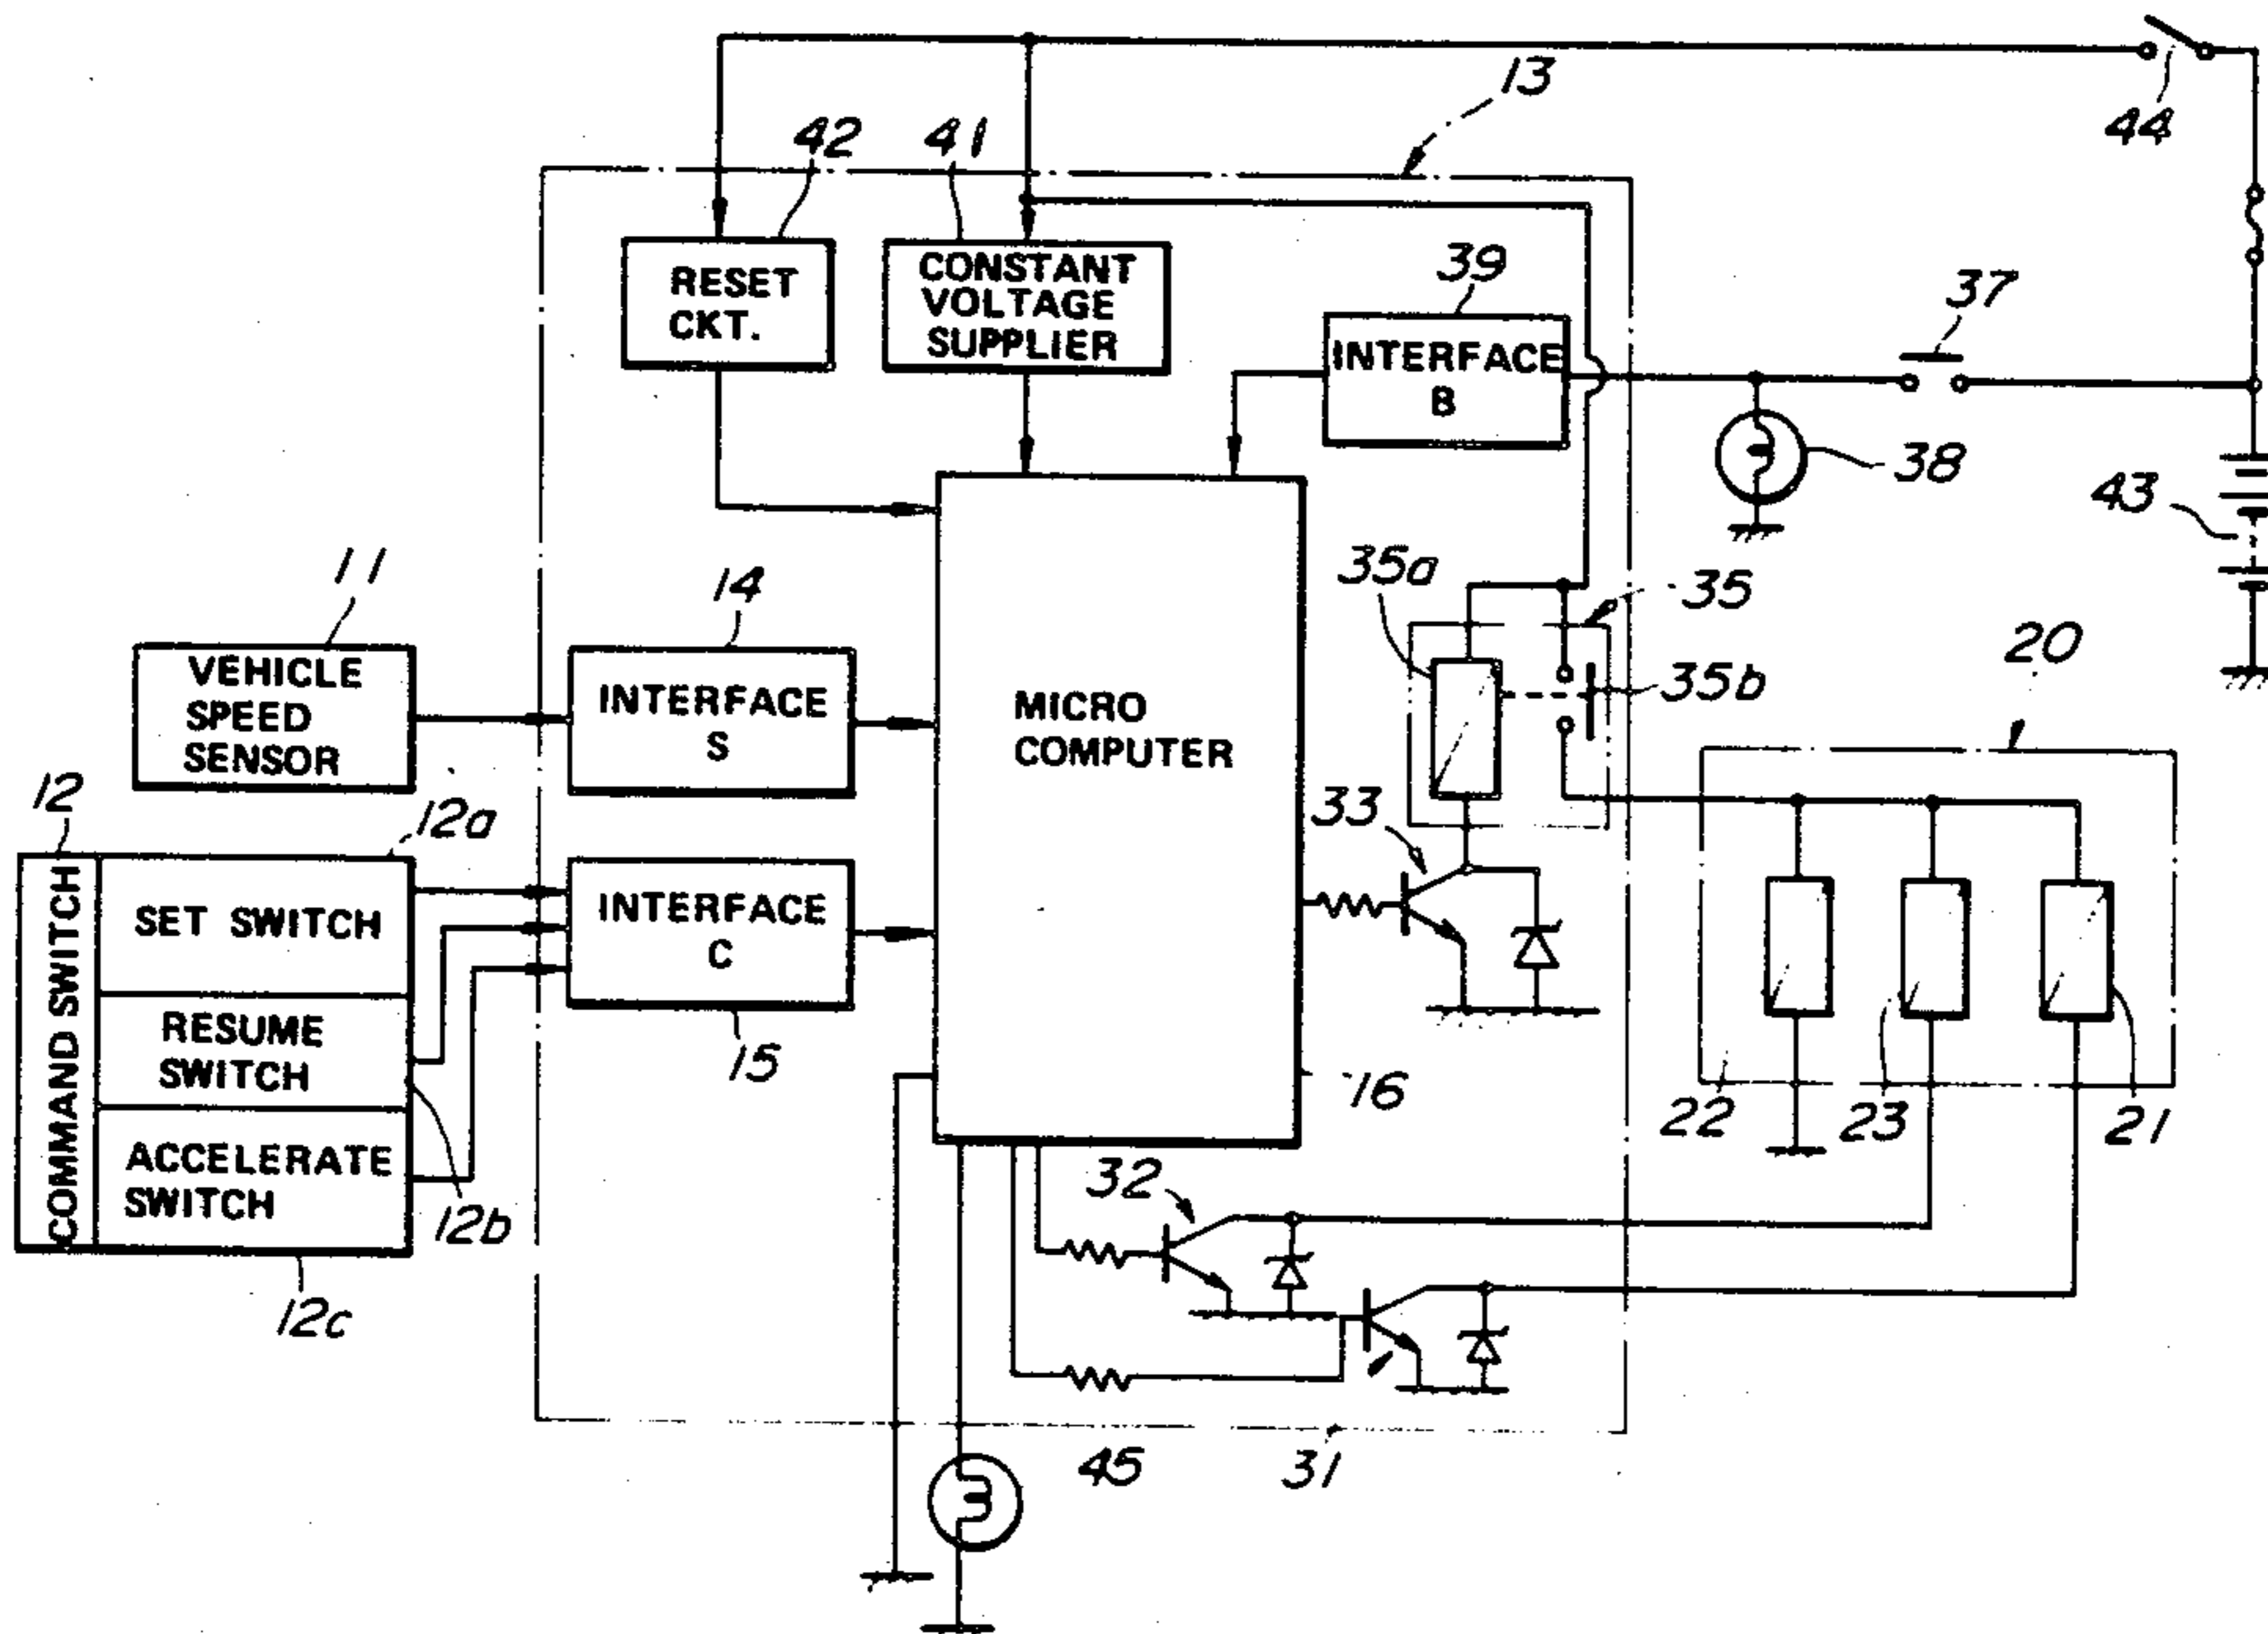 44
13
42
41
RESET
CKT.
CONSTANT
VOLTAGE
SUPPLIER
39
INTERFACE
B
37
38
43
11
VEHICLE
SPEED
SENSOR
14
INTERFACE
S
MICRO
COMPUTER
35a
35
35b
20
12
12a
COMMAND SWITCH
SET SWITCH
RESUME
SWITCH
ACCELERATE
SWITCH
12b
12c
INTERFACE
C
15
33
16
22
23
21
32
45
31